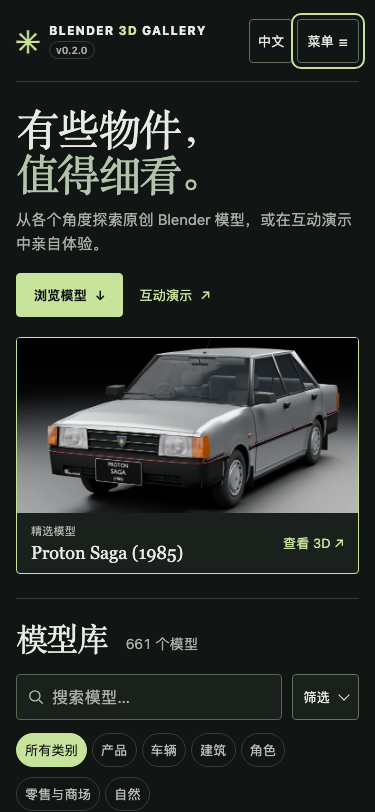 BLENDER 3D GALLERY
v0.2.0
中文
菜单 ≡
有些物件，
值得细看。
从各个角度探索原创 Blender 模型，或在互动演示
中亲自体验。
浏览模型 ↓
互动演示 ↗
PROTON
SAGA
(1985)
精选模型
Proton Saga (1985)
查看 3D ↗
模型库
661 个模型
搜索模型...
筛选
所有类别
产品
车辆
建筑
角色
零售与商场
自然